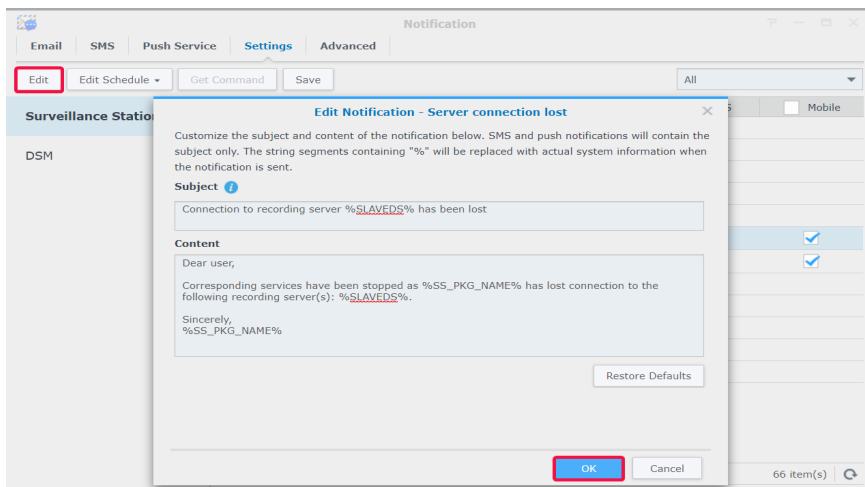 Notification
Email SMS Push Service Settings Advanced
Edit Edit Schedule Get Command Save All
Surveillance Statio
Mobile
DSM
Edit Notification - Server connection lost
Customize the subject and content of the notification below. SMS and push notifications will contain the
subject only. The string segments containing "%" will be replaced with actual system information when
the notification is sent.
Subject
Connection to recording server %SLAVEDS% has been lost
Content
Dear user,
Corresponding services have been stopped as %SS_PKG_NAME% has lost connection to the
following recording server(s): %SLAVEDS%.
Sincerely,
%SS_PKG_NAME%
Restore Defaults
OK Cancel
66 item(s)